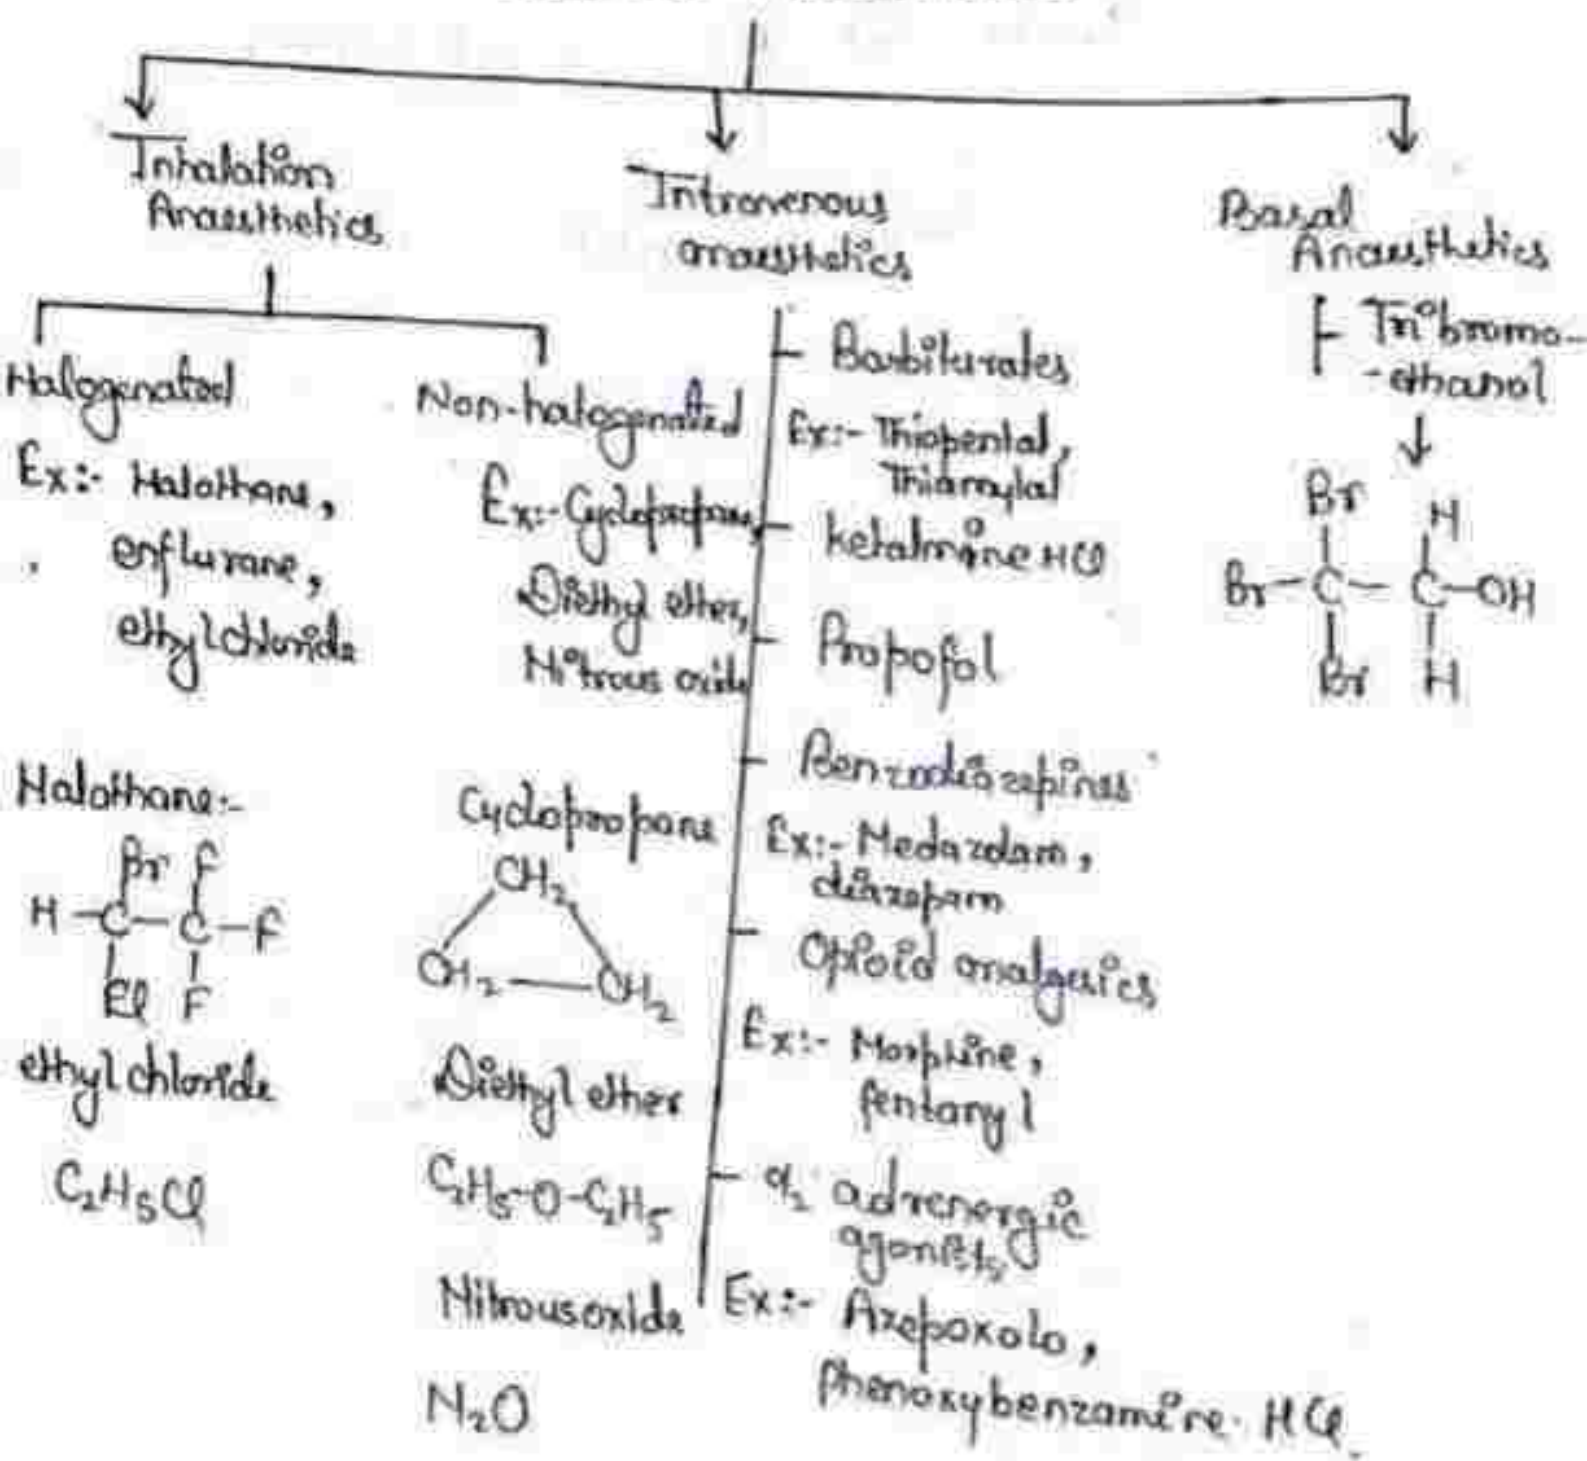 Inhalation
Anaesthetics
Halogenated
Ex:- Halothane,
enflurane,
ethylchloride
Halothane:-
Br F
H-C-C-F
Cl F
ethyl chloride
C₂H₅Cl
Non-halogenated
Ex:- Cyclopropane,
Diethyl ether,
Nitrous oxide
Cyclopropane
CH₂
CH₂ CH₂
Diethyl ether
C₂H₅-O-C₂H₅
Nitrousoxide
N₂O
Intravenous
anaesthetics
Barbiturates
Ex:- Thiopental,
Thiamylal
ketalmine HCl
Propofol
Benzodiazepines
Ex:- Medazolam,
diazepam
Opioid analgesics
Ex:- Morphine,
fentanyl
α₂ adrenergic
agonists
Ex:- Azepoxolo,
Phenoxybenzamine. HCl
Basal
Anaesthetics
Tribromo-
-ethanol
Br H
Br-C-C-OH
Br H